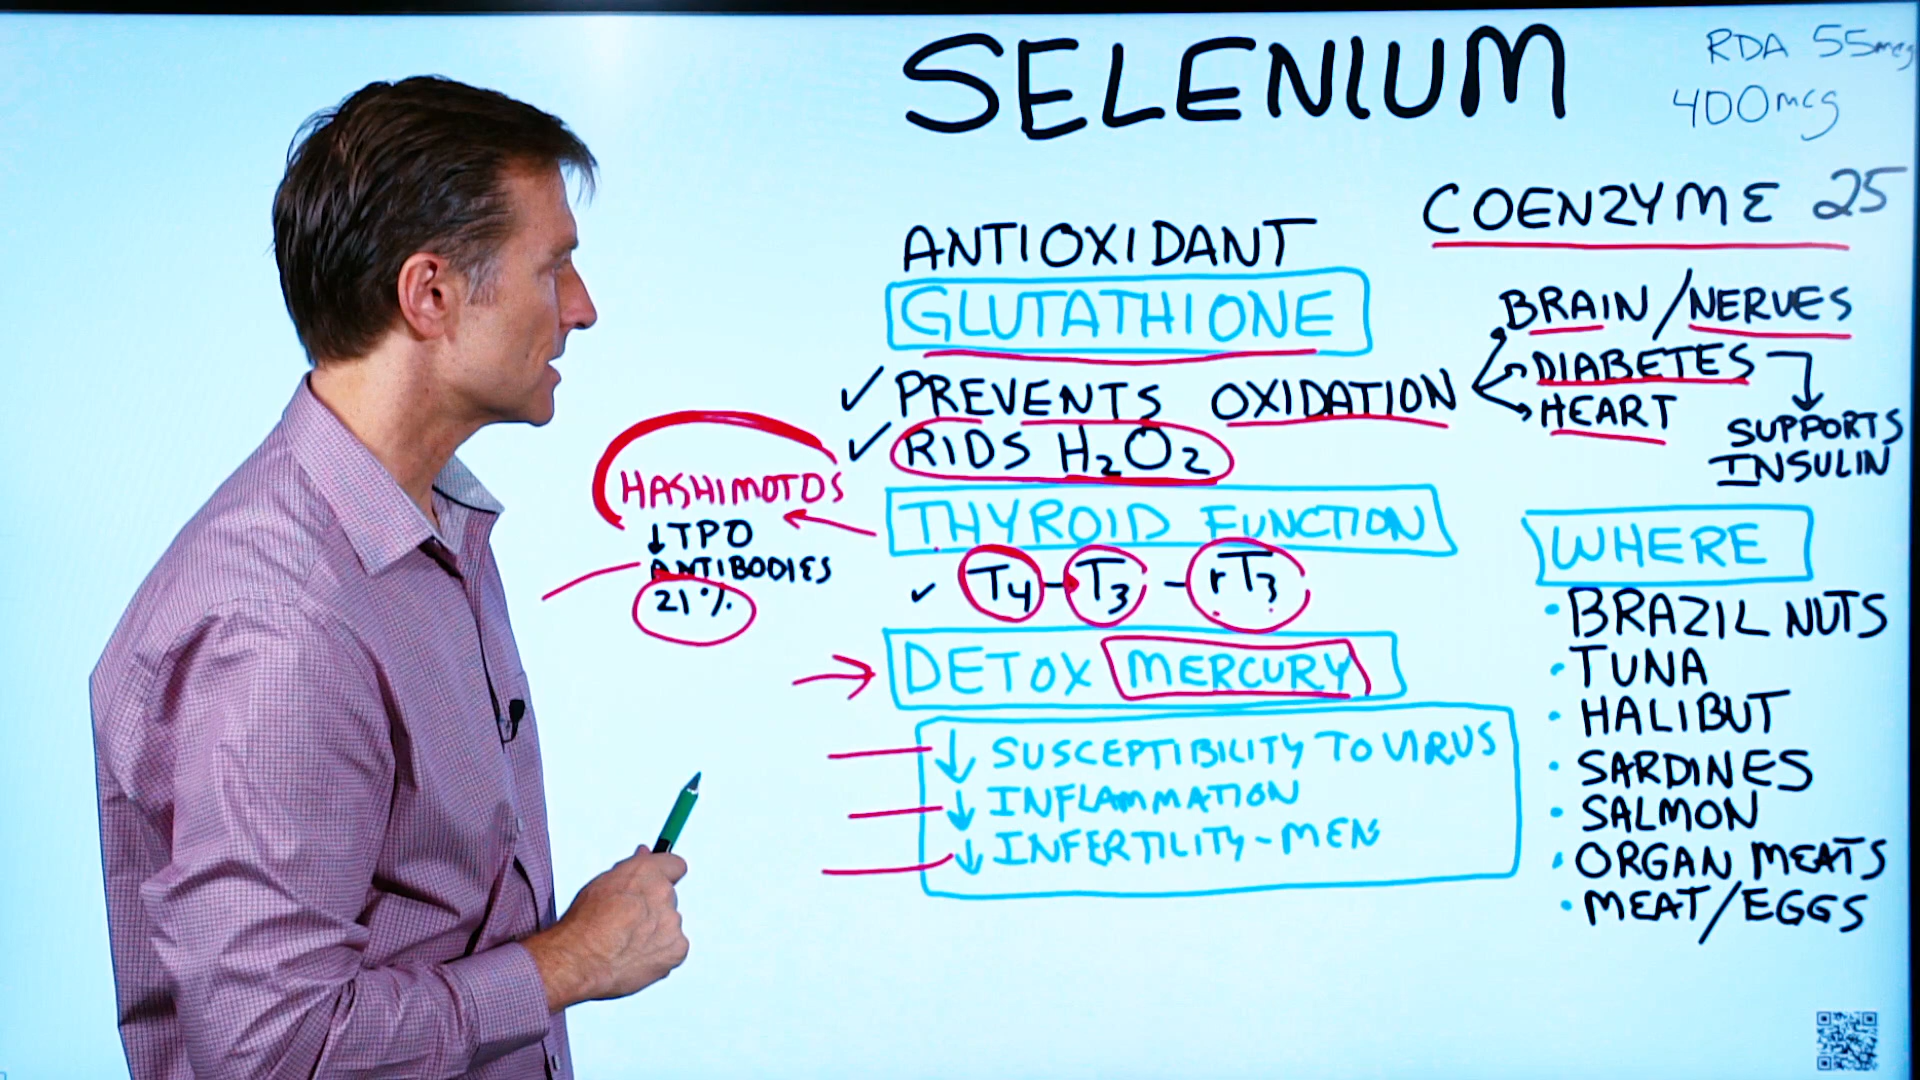 SELENIUM
RDA 55mcg
400mcg
COENZYME 25
ANTIOXIDANT
GLUTATHIONE
✓ PREVENTS OXIDATION
BRAIN/NERVES
DIABETES
HEART
SUPPORTS
INSULIN
✓ RIDS H2O2
HASHIMOTOS
↓TPO
ANTIBODIES
21%
THYROID FUNCTION
✓ T4-T3-rT3
DETOX MERCURY
↓ SUSCEPTIBILITY TO VIRUS
↓ INFLAMMATION
↓ INFERTILITY-MEN
WHERE
• BRAZIL NUTS
• TUNA
• HALIBUT
• SARDINES
• SALMON
• ORGAN MEATS
• MEAT/EGGS